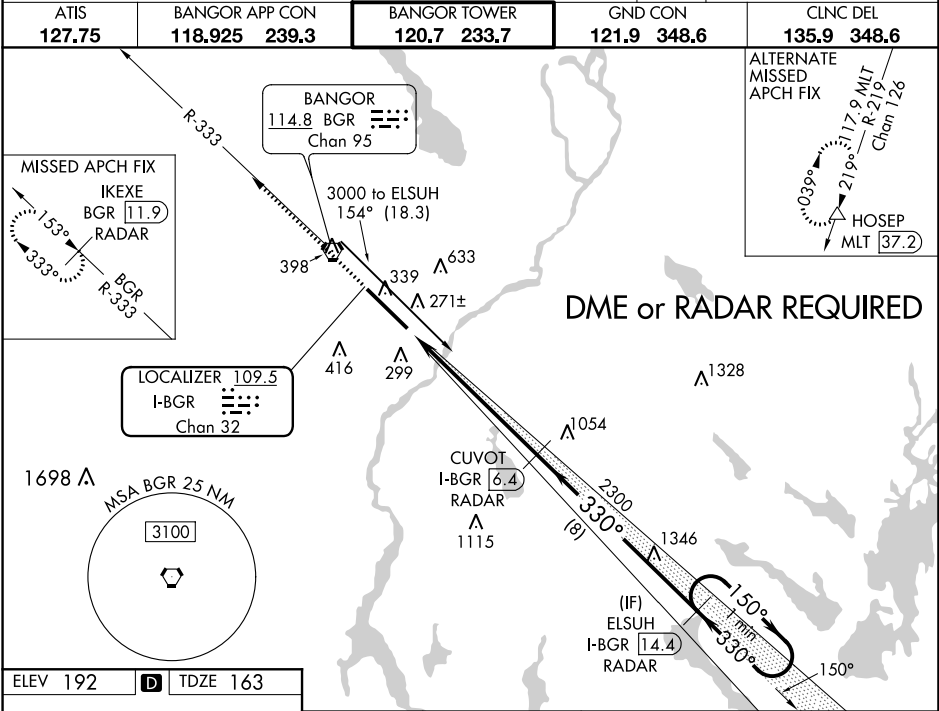 ATIS
127.75
BANGOR APP CON
118.925 239.3
BANGOR TOWER
120.7 233.7
GND CON
121.9 348.6
CLNC DEL
135.9 348.6
ALTERNATE
MISSED
APCH FIX
117.9 MLT
R-219
Chan 126
039°
219°
HOSEP
MLT 37.2
R-333
BANGOR
114.8 BGR
Chan 95
MISSED APCH FIX
IKEXE
BGR 11.9
RADAR
153°
333°
BGR
R-333
3000 to ELSUH
154° (18.3)
398
339
633
271±
DME or RADAR REQUIRED
416
299
1328
LOCALIZER 109.5
I-BGR
Chan 32
1054
CUVOT
I-BGR 6.4
RADAR
1698
MSA BGR 25 NM
3100
1115
2300
330°
(8)
1346
(IF)
ELSUH
I-BGR 14.4
RADAR
150°
1 min
330°
150°
ELEV 192 D TDZE 163